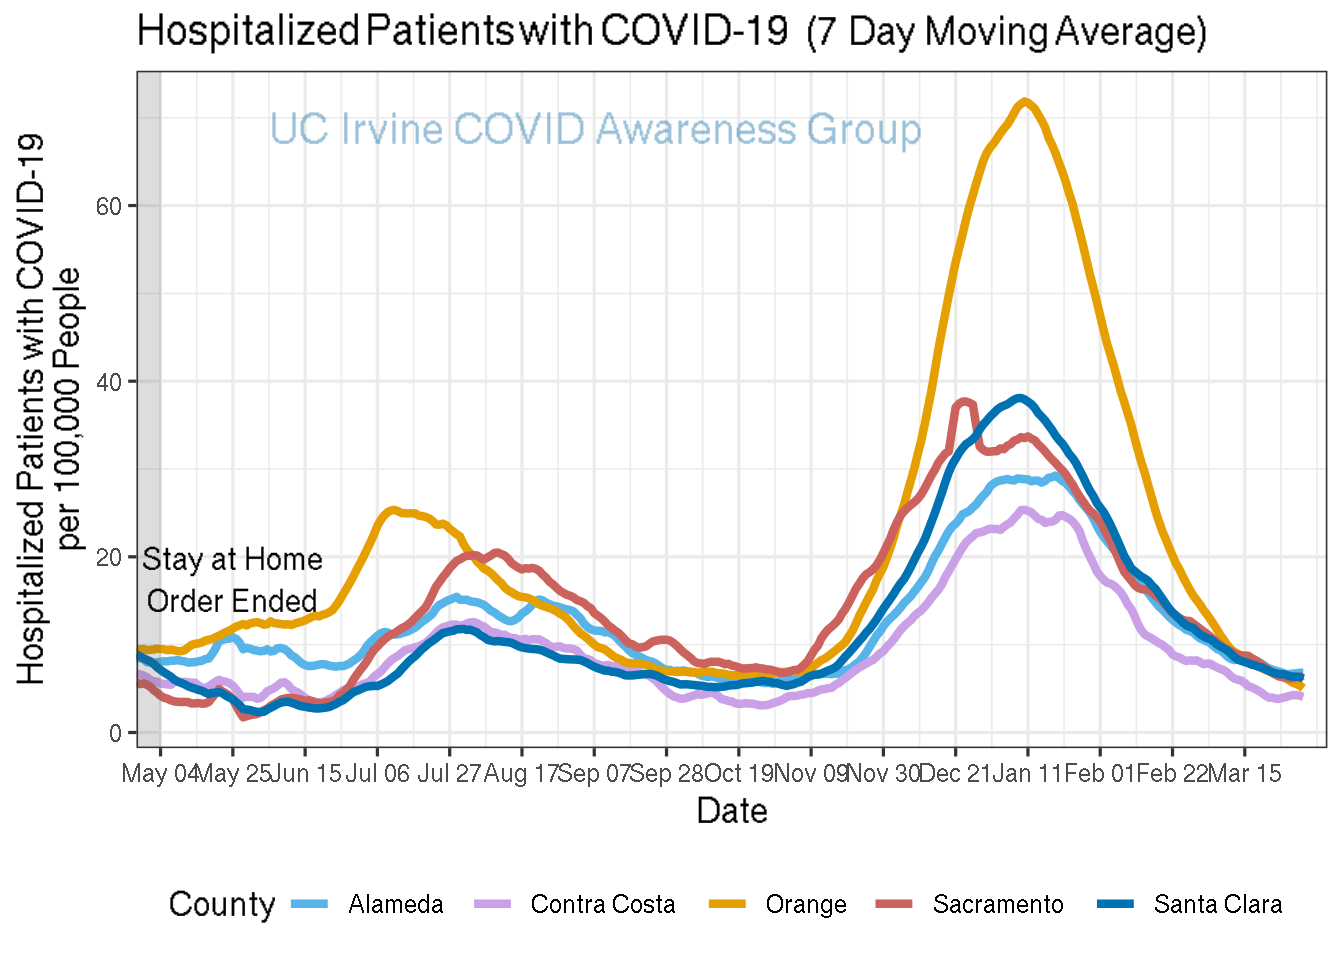 Hospitalized Patients with COVID-19 (7 Day Moving Average)
UC Irvine COVID Awareness Group
Hospitalized Patients with COVID-19
per 100,000 People
60
40
20
0
Stay at Home
Order Ended
May 04 May 25 Jun 15 Jul 06 Jul 27 Aug 17 Sep 07 Sep 28 Oct 19 Nov 09 Nov 30 Dec 21 Jan 11 Feb 01 Feb 22 Mar 15
Date
County Alameda Contra Costa Orange Sacramento Santa Clara